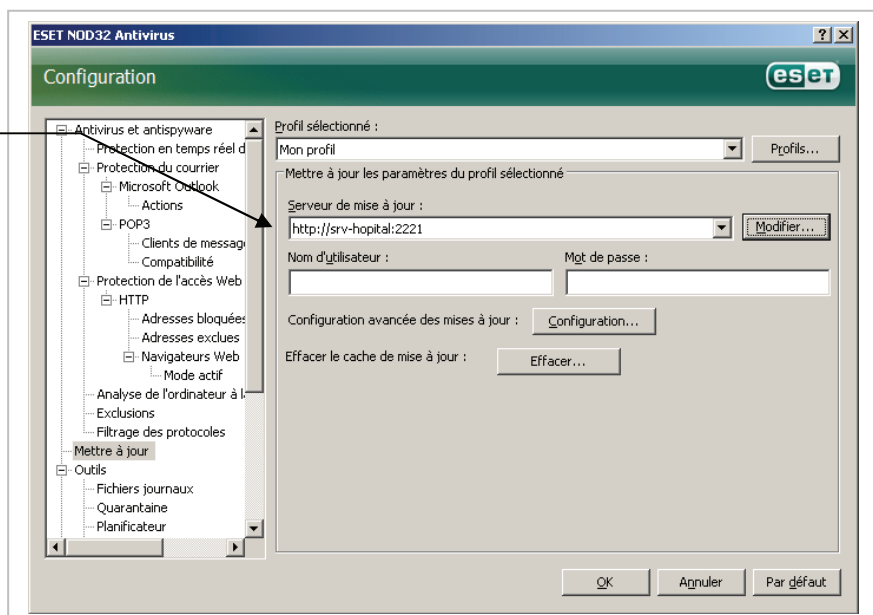 ESET NOD32 Antivirus
Configuration
eset
Antivirus et antispyware
Protection en temps réel d
Protection du courrier
Microsoft Outlook
Actions
POP3
Clients de messag
Compatibilité
Protection de l'accès Web
HTTP
Adresses bloquées
Adresses exclues
Navigateurs Web
Mode actif
Analyse de l'ordinateur à l
Exclusions
Filtrage des protocoles
Mettre à jour
Outils
Fichiers journaux
Quarantaine
Planificateur
Profil sélectionné :
Mon profil
Profils...
Mettre à jour les paramètres du profil sélectionné
Serveur de mise à jour :
http://srv-hopital:2221
Modifier...
Nom d'utilisateur :
Mot de passe :
Configuration avancée des mises à jour :
Configuration...
Effacer le cache de mise à jour :
Effacer...
OK
Annuler
Par défaut